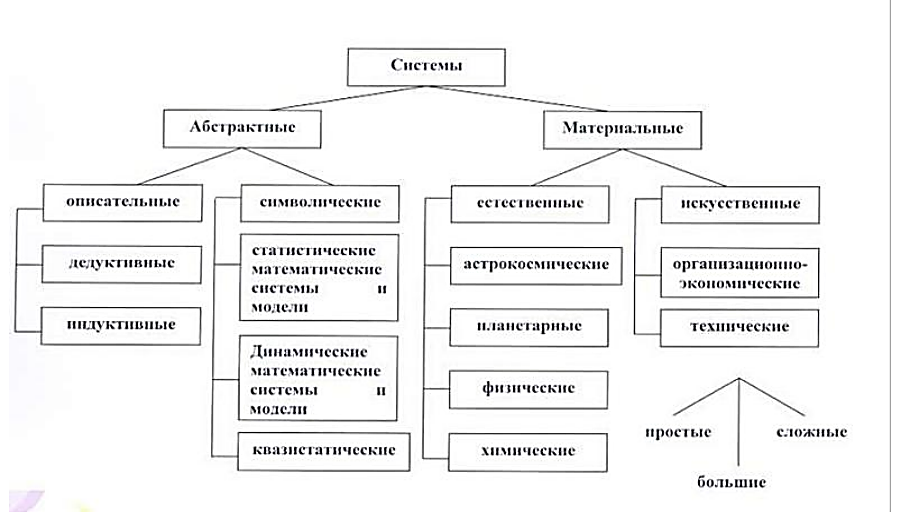 Системы
Абстрактные
Материальные
описательные
символические
естественные
искусственные
дедуктивные
статистические
математические
системы и
модели
астрокосмические
организационно-
экономические
индуктивные
Динамические
математические
системы и
модели
планетарные
технические
физические
квазистатические
химические
простые
сложные
большие